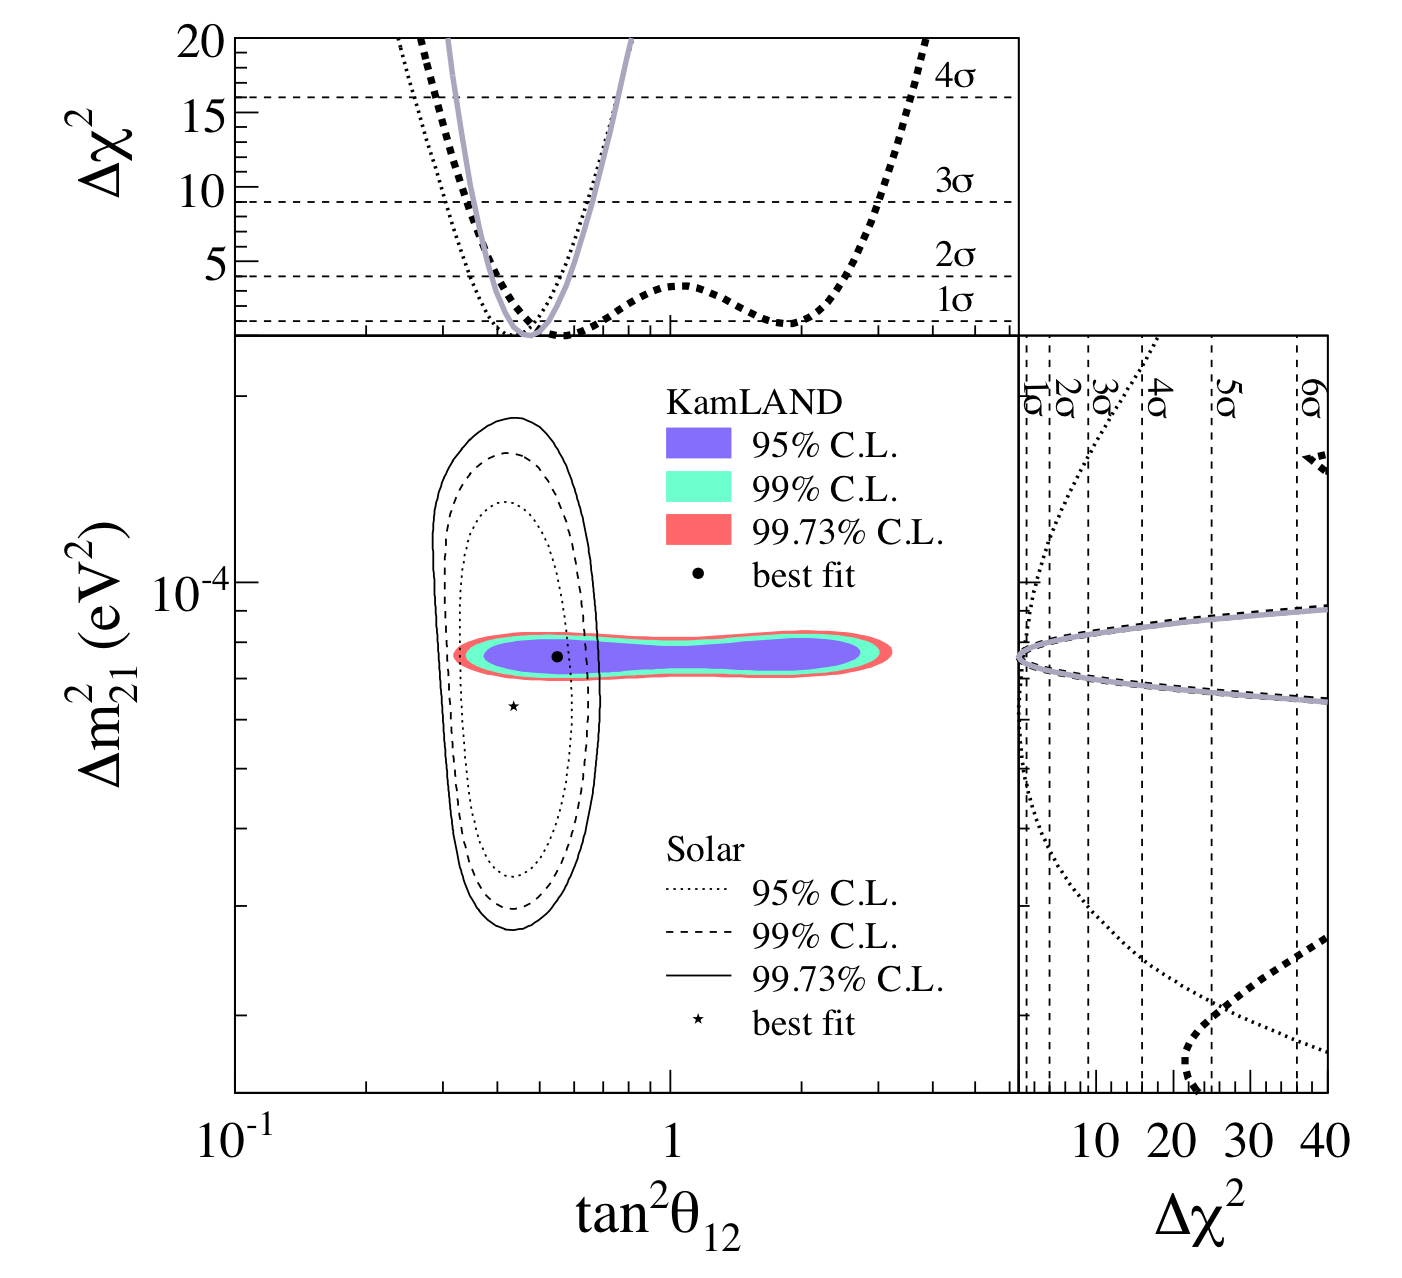 20
15
10
5
Δχ²
4σ
3σ
2σ
1σ
1σ 2σ 3σ 4σ 5σ 6σ
KamLAND
95% C.L.
99% C.L.
99.73% C.L.
best fit
10⁻⁴
Δm²₂₁ (eV²)
Solar
95% C.L.
99% C.L.
99.73% C.L.
best fit
10⁻¹ 1
10 20 30 40
tan²θ₁₂
Δχ²